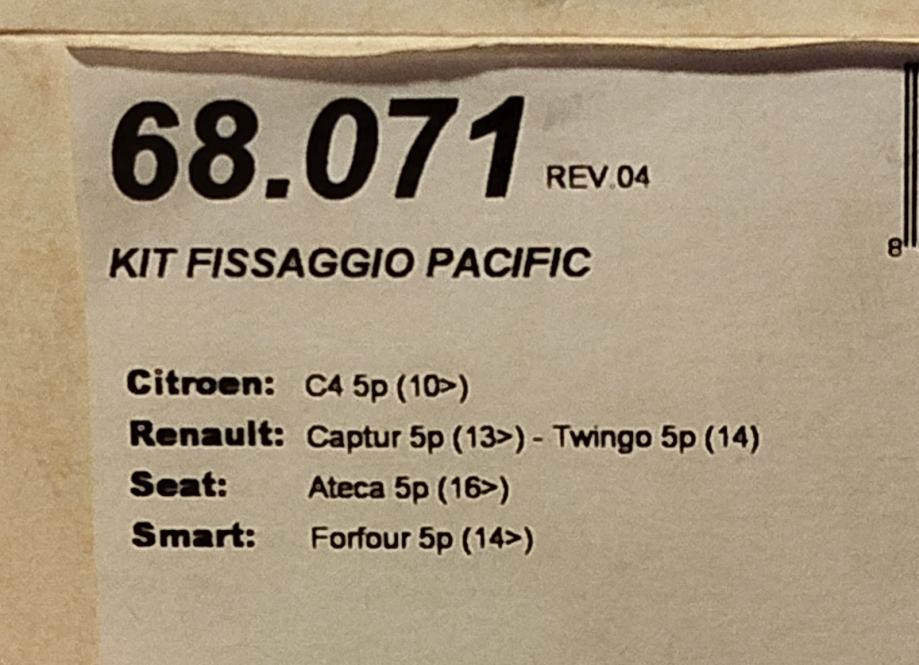 68.071 REV.04
8
KIT FISSAGGIO PACIFIC
Citroen: C4 5p (10>)
Renault: Captur 5p (13>) - Twingo 5p (14)
Seat: Ateca 5p (16>)
Smart: Forfour 5p (14>)